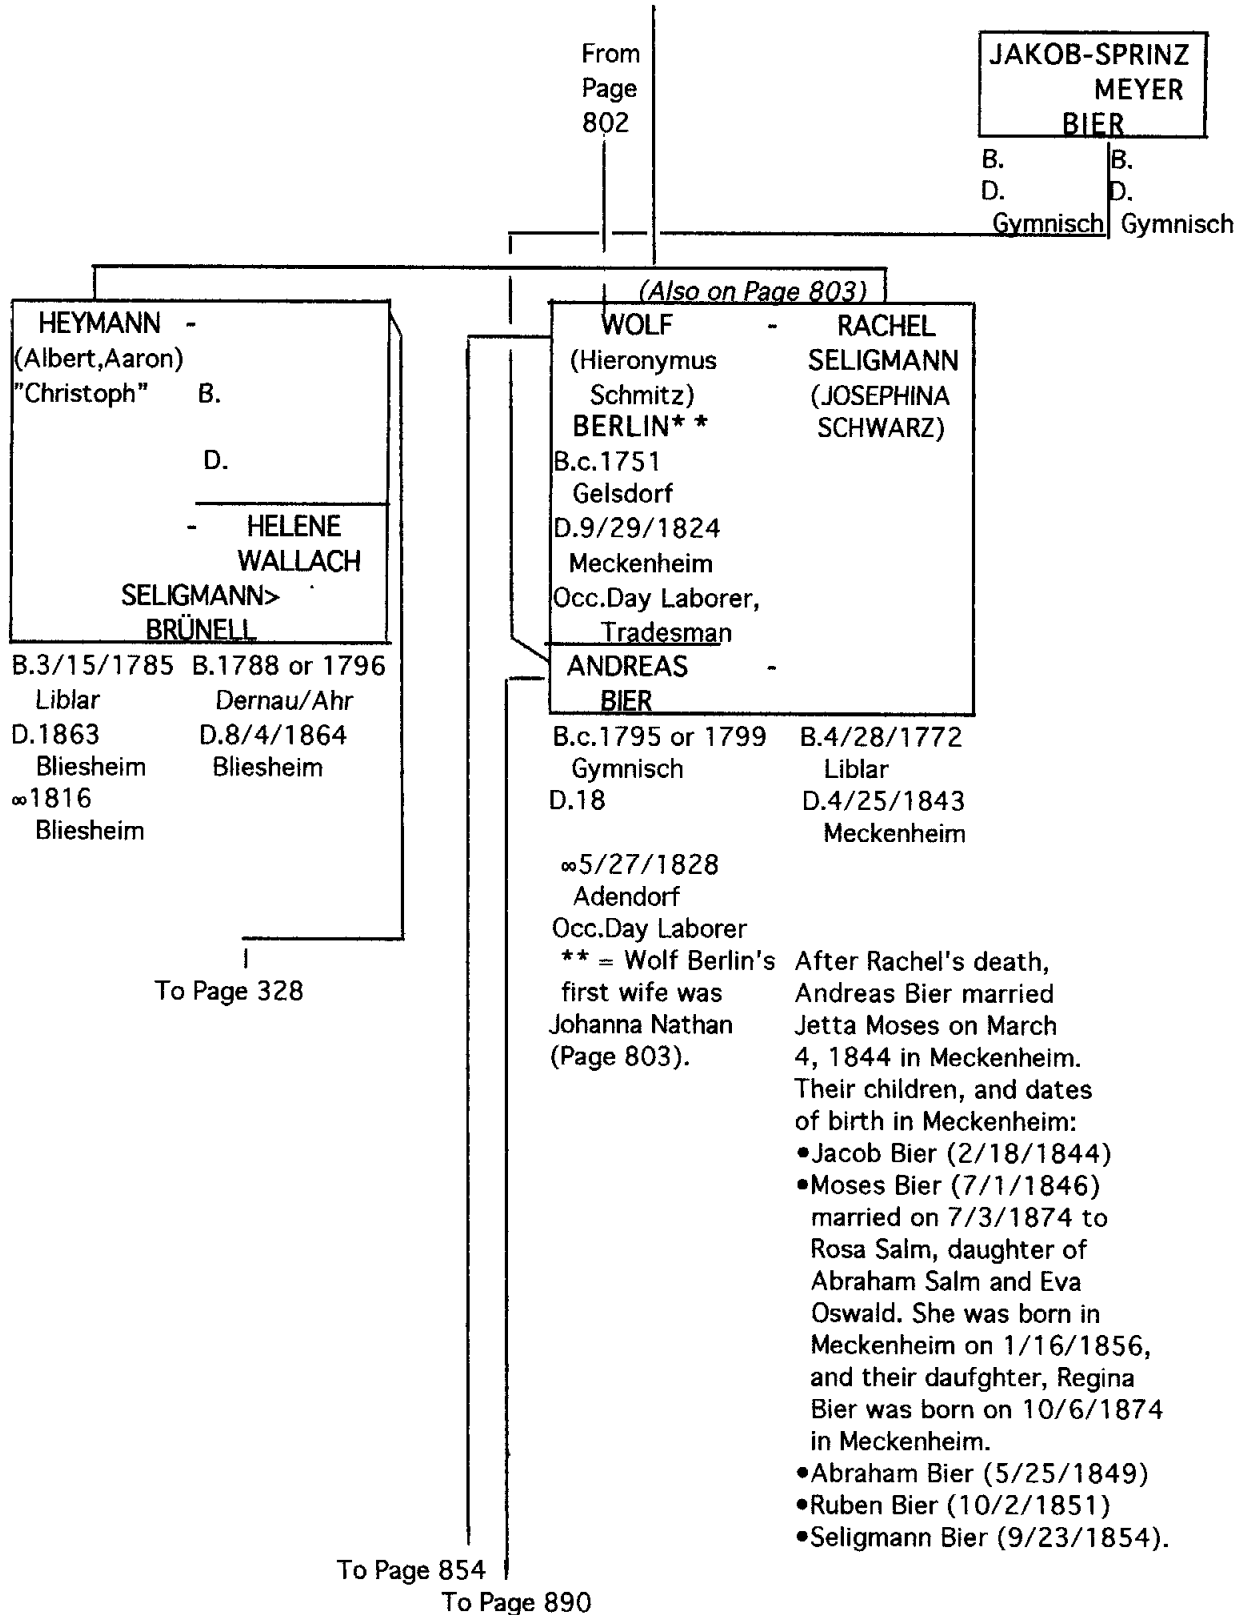 From
Page
802
JAKOB-SPRINZ
MEYER
BIER
B. B.
D. D.
Gymnisch Gymnisch
HEYMANN -
(Albert,Aaron)
"Christoph" B.
D.
- HELENE
WALLACH
SELIGMANN>
BRÜNELL
B.3/15/1785 B.1788 or 1796
Liblar Dernau/Ahr
D.1863 D.8/4/1864
Bliesheim Bliesheim
∞1816
Bliesheim
To Page 328
(Also on Page 803)
WOLF - RACHEL
(Hieronymus SELIGMANN
Schmitz) (JOSEPHINA
BERLIN** SCHWARZ)
B.c.1751
Gelsdorf
D.9/29/1824
Meckenheim
Occ.Day Laborer,
Tradesman
ANDREAS -
BIER
B.c.1795 or 1799 B.4/28/1772
Gymnisch Liblar
D.18 D.4/25/1843
Meckenheim
∞5/27/1828
Adendorf
Occ.Day Laborer
** = Wolf Berlin's
first wife was
Johanna Nathan
(Page 803).
After Rachel's death,
Andreas Bier married
Jetta Moses on March
4, 1844 in Meckenheim.
Their children, and dates
of birth in Meckenheim:
•Jacob Bier (2/18/1844)
•Moses Bier (7/1/1846)
married on 7/3/1874 to
Rosa Salm, daughter of
Abraham Salm and Eva
Oswald. She was born in
Meckenheim on 1/16/1856,
and their daufghter, Regina
Bier was born on 10/6/1874
in Meckenheim.
•Abraham Bier (5/25/1849)
•Ruben Bier (10/2/1851)
•Seligmann Bier (9/23/1854).
To Page 854
To Page 890